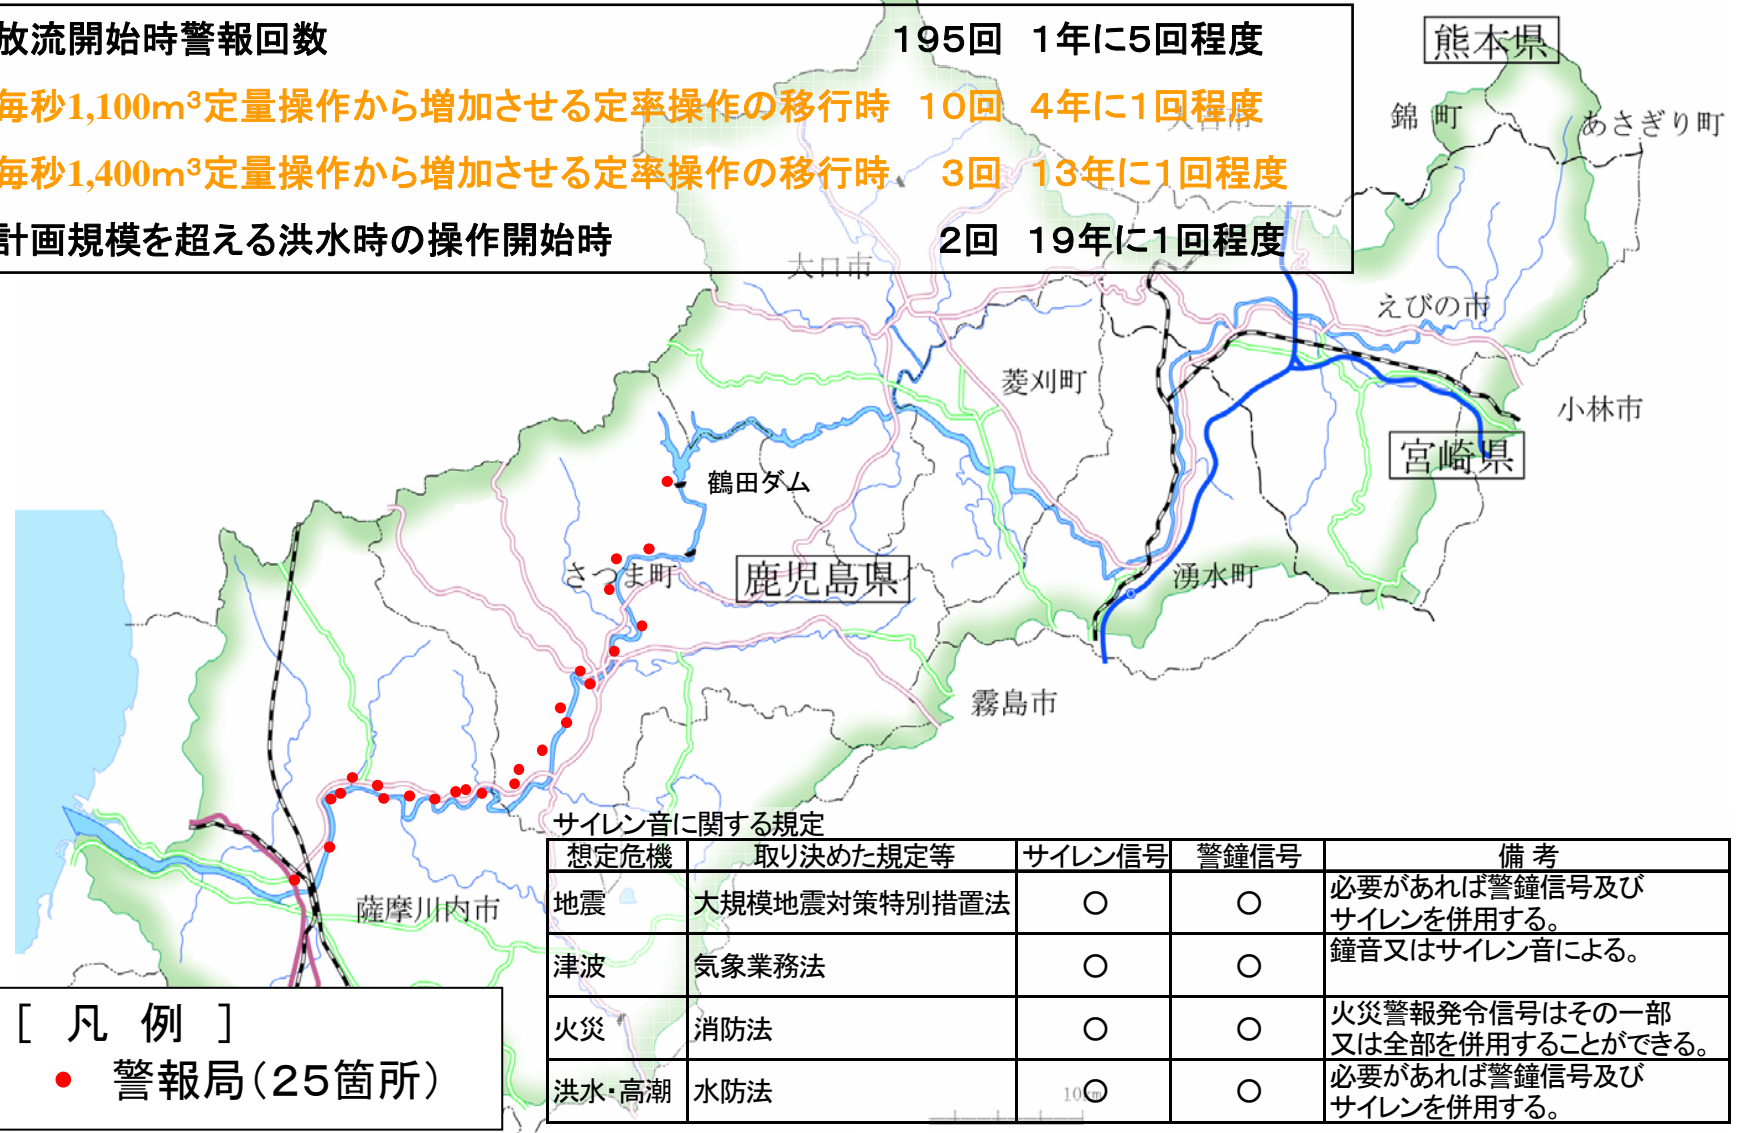 放流開始時警報回数 195回 1年に5回程度
毎秒1,100m³定量操作から増加させる定率操作の移行時 10回 4年に1回程度
毎秒1,400m³定量操作から増加させる定率操作の移行時 3回 13年に1回程度
計画規模を超える洪水時の操作開始時 2回 19年に1回程度
熊本県
錦町
あさぎり町
人吉市
大口市
えびの市
菱刈町
小林市
宮崎県
鶴田ダム
さつま町
鹿児島県
湧水町
霧島市
薩摩川内市
サイレン音に関する規定
想定危機 取り決めた規定等 サイレン信号 警鐘信号 備考
地震 大規模地震対策特別措置法 ○ ○ 必要があれば警鐘信号及び
サイレンを併用する。
津波 気象業務法 ○ ○ 鐘音又はサイレン音による。
火災 消防法 ○ ○ 火災警報発令信号はその一部
又は全部を併用することができる。
洪水・高潮 水防法 ○ ○ 必要があれば警鐘信号及び
サイレンを併用する。
10km
[凡例]
● 警報局(25箇所)